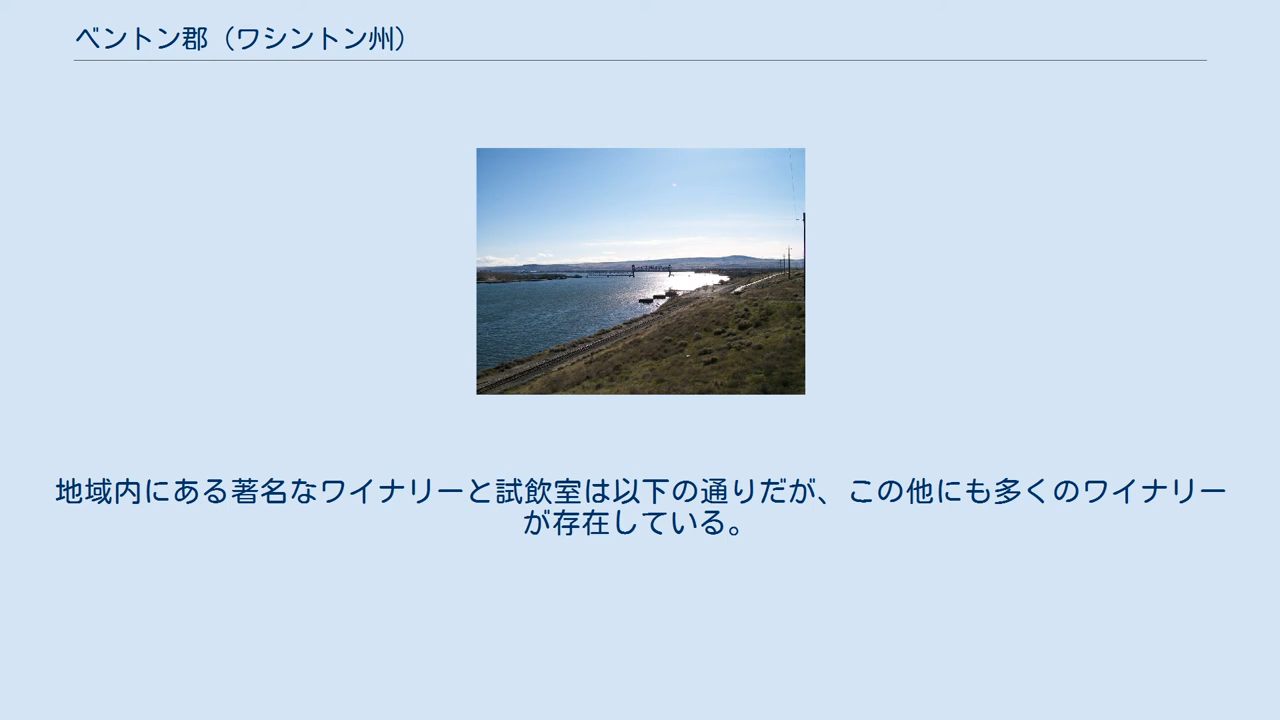 ベントン郡（ワシントン州）
地域内にある著名なワイナリーと試飲室は以下の通りだが、この他にも多くのワイナリー
が存在している。